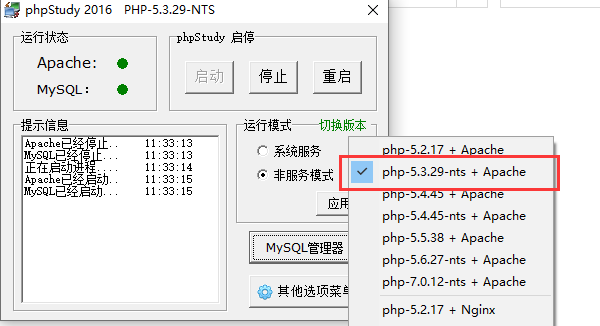 phpStudy 2016 PHP-5.3.29-NTS
运行状态
Apache:
MySQL:
phpStudy 启停
启动 停止 重启
提示信息
Apache已经停止.. 11:33:13
MySQL已经停止... 11:33:13
正在启动进程.... 11:33:14
Apache已经启动.. 11:33:15
MySQL已经启动... 11:33:15
运行模式 切换版本
系统服务
非服务模式
应用
MySQL管理器
其他选项菜单
php-5.2.17 + Apache
php-5.3.29-nts + Apache
php-5.4.45 + Apache
php-5.4.45-nts + Apache
php-5.5.38 + Apache
php-5.6.27-nts + Apache
php-7.0.12-nts + Apache
php-5.2.17 + Nginx